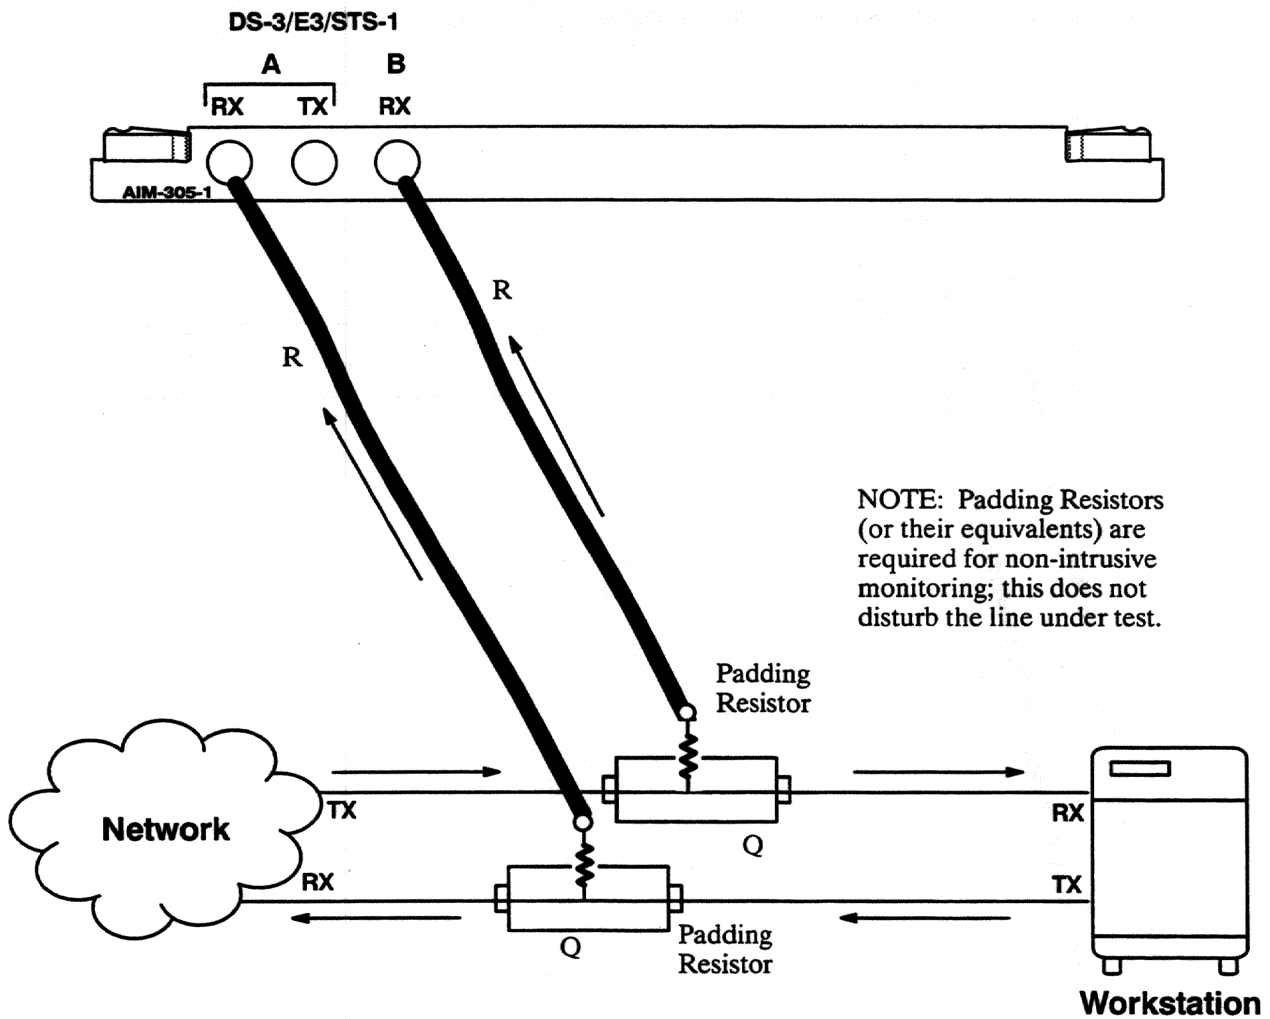 DS-3/E3/STS-1
A B
RX TX RX
AIM-305-1
R
R
NOTE: Padding Resistors
(or their equivalents) are
required for non-intrusive
monitoring; this does not
disturb the line under test.
Padding
Resistor
TX
RX
Network
Q
RX
TX
Q
Padding
Resistor
Workstation